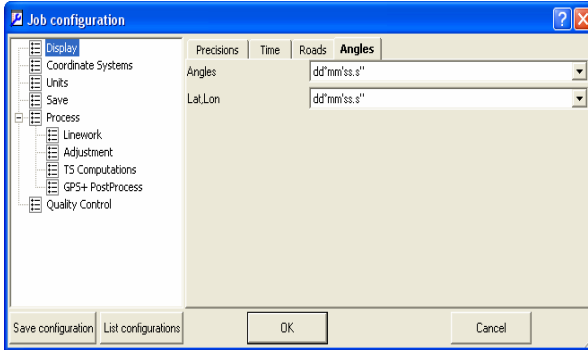 Job configuration
Display
Coordinate Systems
Units
Save
Process
Linework
Adjustment
TS Computations
GPS+ PostProcess
Quality Control
Precisions Time Roads Angles
Angles dd°mm'ss.s''
Lat,Lon dd°mm'ss.s''
Save configuration List configurations OK Cancel